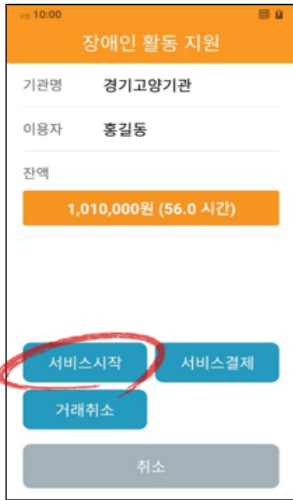 오전 10:00
장애인 활동 지원
기관명 경기고양기관
이용자 홍길동
잔액
1,010,000원 (56.0 시간)
서비스시작 서비스결제
거래취소
취소